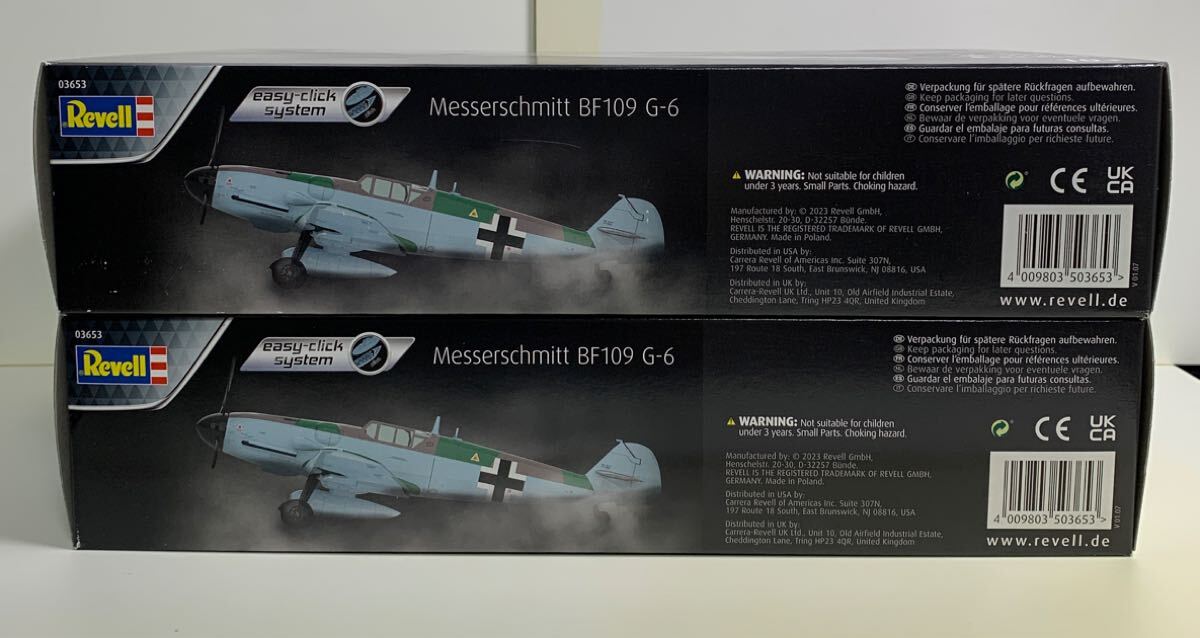 03653
Revell
easy-click
system
Messerschmitt BF109 G-6
Verpackung für spätere Rückfragen aufbewahren.
Keep packaging for later questions.
Conserver l'emballage pour références ultérieures.
Bewaar de verpakking voor eventuele vragen.
Guardar el embalaje para futuras consultas.
Conservare l'imballaggio per richieste future.
WARNING: Not suitable for children
under 3 years. Small Parts. Choking hazard.
CE
UK
CA
Manufactured by: © 2023 Revell GmbH,
Henschelstr. 20-30, D-32257 Bünde.
REVELL IS THE REGISTERED TRADEMARK OF REVELL GMBH,
GERMANY. Made in Poland.
Distributed in USA by:
Carrera Revell of Americas Inc. Suite 307N,
197 Route 18 South, East Brunswick, NJ 08816, USA
Distributed in UK by:
Carrera-Revell UK Ltd., Unit 10, Old Airfield Industrial Estate,
Cheddington Lane, Tring HP23 4QR, United Kingdom
4 009803 503653 >
V 01.07
www.revell.de
03653
Revell
easy-click
system
Messerschmitt BF109 G-6
Verpackung für spätere Rückfragen aufbewahren.
Keep packaging for later questions.
Conserver l'emballage pour références ultérieures.
Bewaar de verpakking voor eventuele vragen.
Guardar el embalaje para futuras consultas.
Conservare l'imballaggio per richieste future.
WARNING: Not suitable for children
under 3 years. Small Parts. Choking hazard.
CE
UK
CA
Manufactured by: © 2023 Revell GmbH,
Henschelstr. 20-30, D-32257 Bünde.
REVELL IS THE REGISTERED TRADEMARK OF REVELL GMBH,
GERMANY. Made in Poland.
Distributed in USA by:
Carrera Revell of Americas Inc. Suite 307N,
197 Route 18 South, East Brunswick, NJ 08816, USA
Distributed in UK by:
Carrera-Revell UK Ltd., Unit 10, Old Airfield Industrial Estate,
Cheddington Lane, Tring HP23 4QR, United Kingdom
4 009803 503653 >
V 01.07
www.revell.de